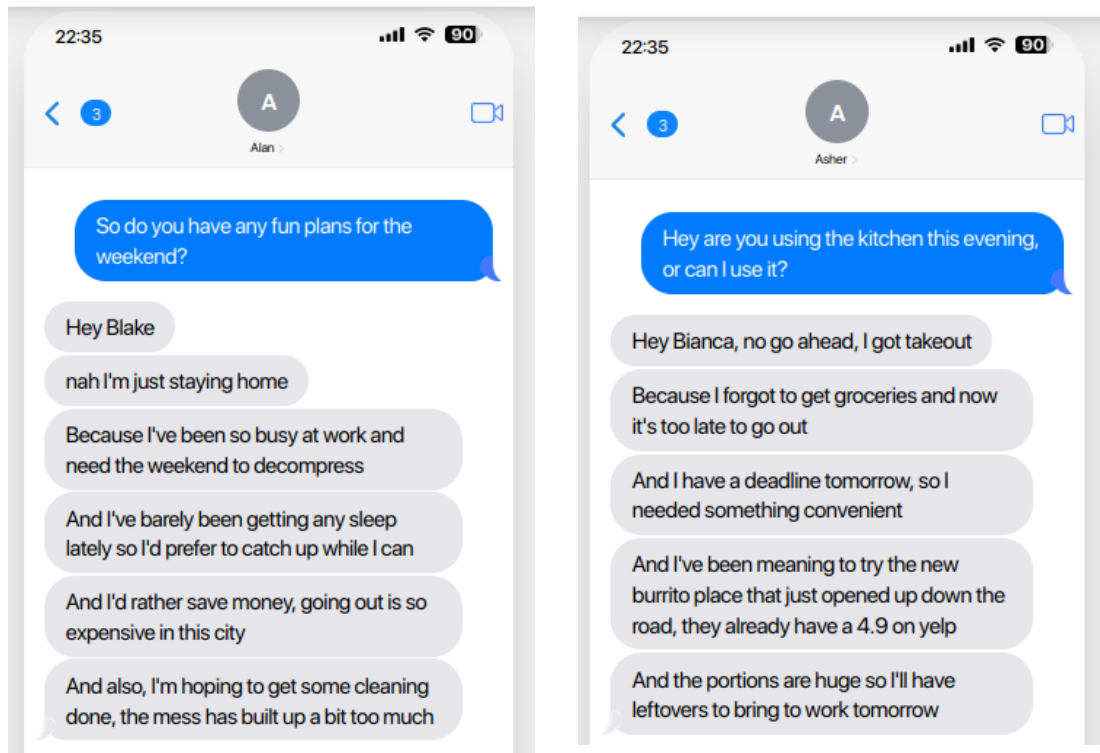 22:35
90
3
A
Alan
So do you have any fun plans for the
weekend?
Hey Blake
nah I'm just staying home
Because I've been so busy at work and
need the weekend to decompress
And I've barely been getting any sleep
lately so I'd prefer to catch up while I can
And I'd rather save money, going out is so
expensive in this city
And also, I'm hoping to get some cleaning
done, the mess has built up a bit too much
22:35
90
3
A
Asher
Hey are you using the kitchen this evening,
or can I use it?
Hey Bianca, no go ahead, I got takeout
Because I forgot to get groceries and now
it's too late to go out
And I have a deadline tomorrow, so I
needed something convenient
And I've been meaning to try the new
burrito place that just opened up down the
road, they already have a 4.9 on yelp
And the portions are huge so I'll have
leftovers to bring to work tomorrow